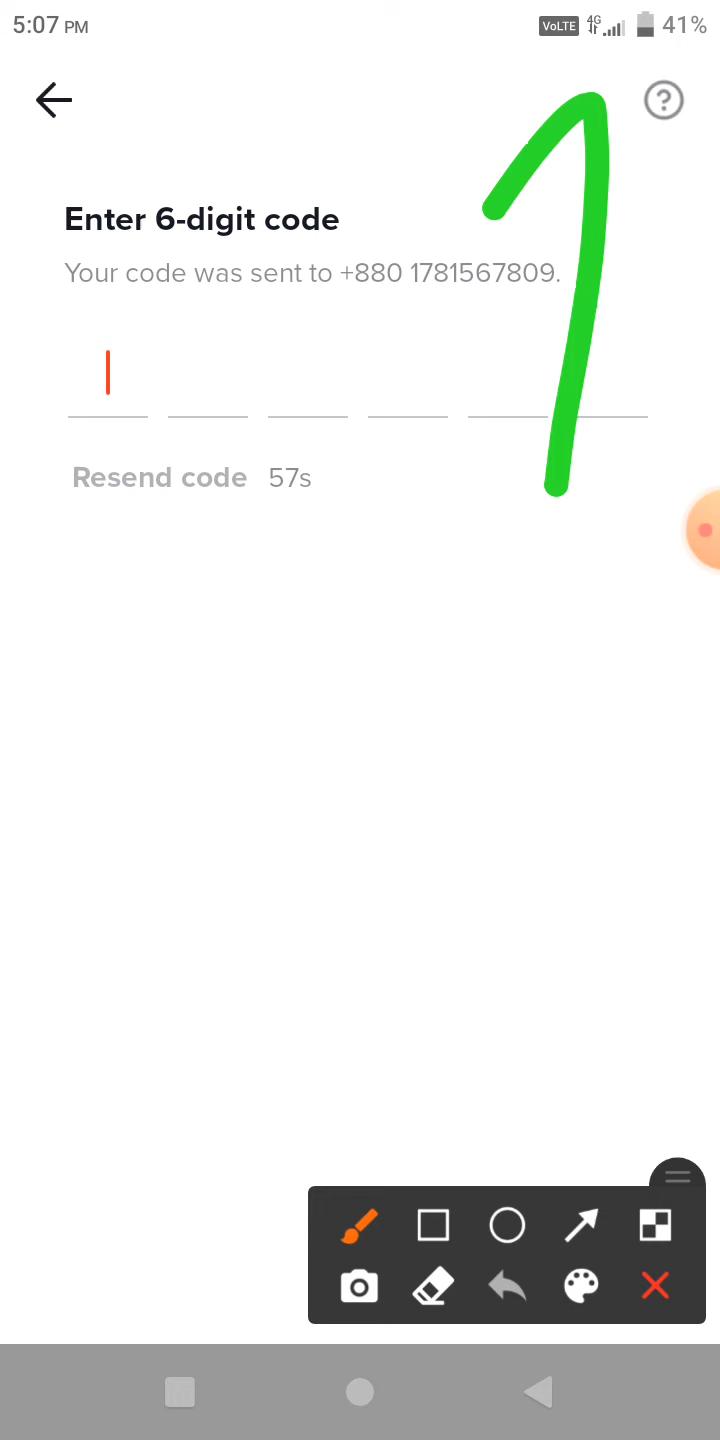 5:07 PM VoLTE 4G 41%
?
1
Enter 6-digit code
Your code was sent to +880 1781567809.
Resend code 57s